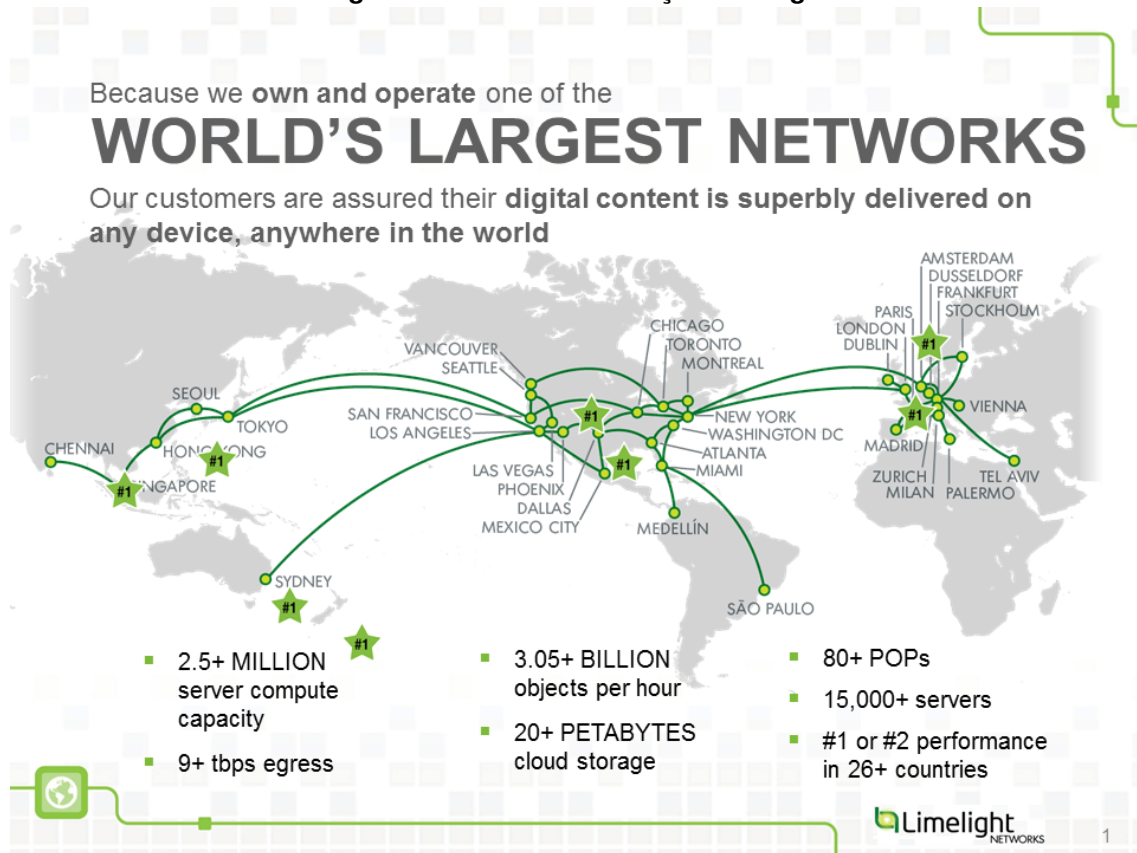 Because we own and operate one of the
WORLD'S LARGEST NETWORKS
Our customers are assured their digital content is superbly delivered on
any device, anywhere in the world
AMSTERDAM
DUSSELDORF
FRANKFURT
STOCKHOLM
PARIS
LONDON
DUBLIN
#1
CHICAGO
TORONTO
MONTREAL
VANCOUVER
SEATTLE
SEOUL
TOKYO
SAN FRANCISCO
LOS ANGELES
#1
NEW YORK
WASHINGTON DC
ATLANTA
MIAMI
#1
VIENNA
MADRID
CHENNAI
HONG KONG
#1
#1
SINGAPORE
LAS VEGAS
PHOENIX
DALLAS
MEXICO CITY
#1
MEDELLÍN
ZURICH
MILAN
PALERMO
TEL AVIV
SYDNEY
#1
SÃO PAULO
#1
2.5+ MILLION
server compute
capacity
9+ tbps egress
3.05+ BILLION
objects per hour
20+ PETABYTES
cloud storage
80+ POPs
15,000+ servers
#1 or #2 performance
in 26+ countries
Limelight
NETWORKS
1